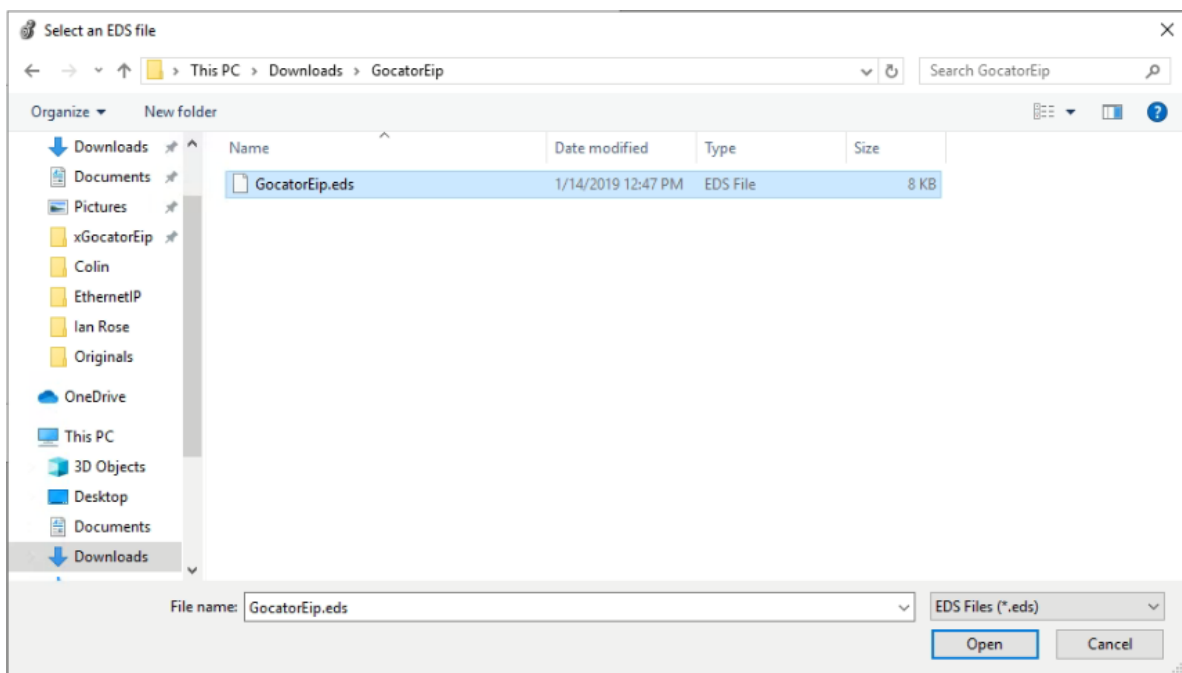 Select an EDS file
This PC > Downloads > GocatorEip
Search GocatorEip
Organize
New folder
Downloads
Documents
Pictures
xGocatorEip
Colin
EthernetIP
Ian Rose
Originals
OneDrive
This PC
3D Objects
Desktop
Documents
Downloads
Name Date modified Type Size
GocatorEip.eds 1/14/2019 12:47 PM EDS File 8 KB
File name: GocatorEip.eds
EDS Files (*.eds)
Open
Cancel